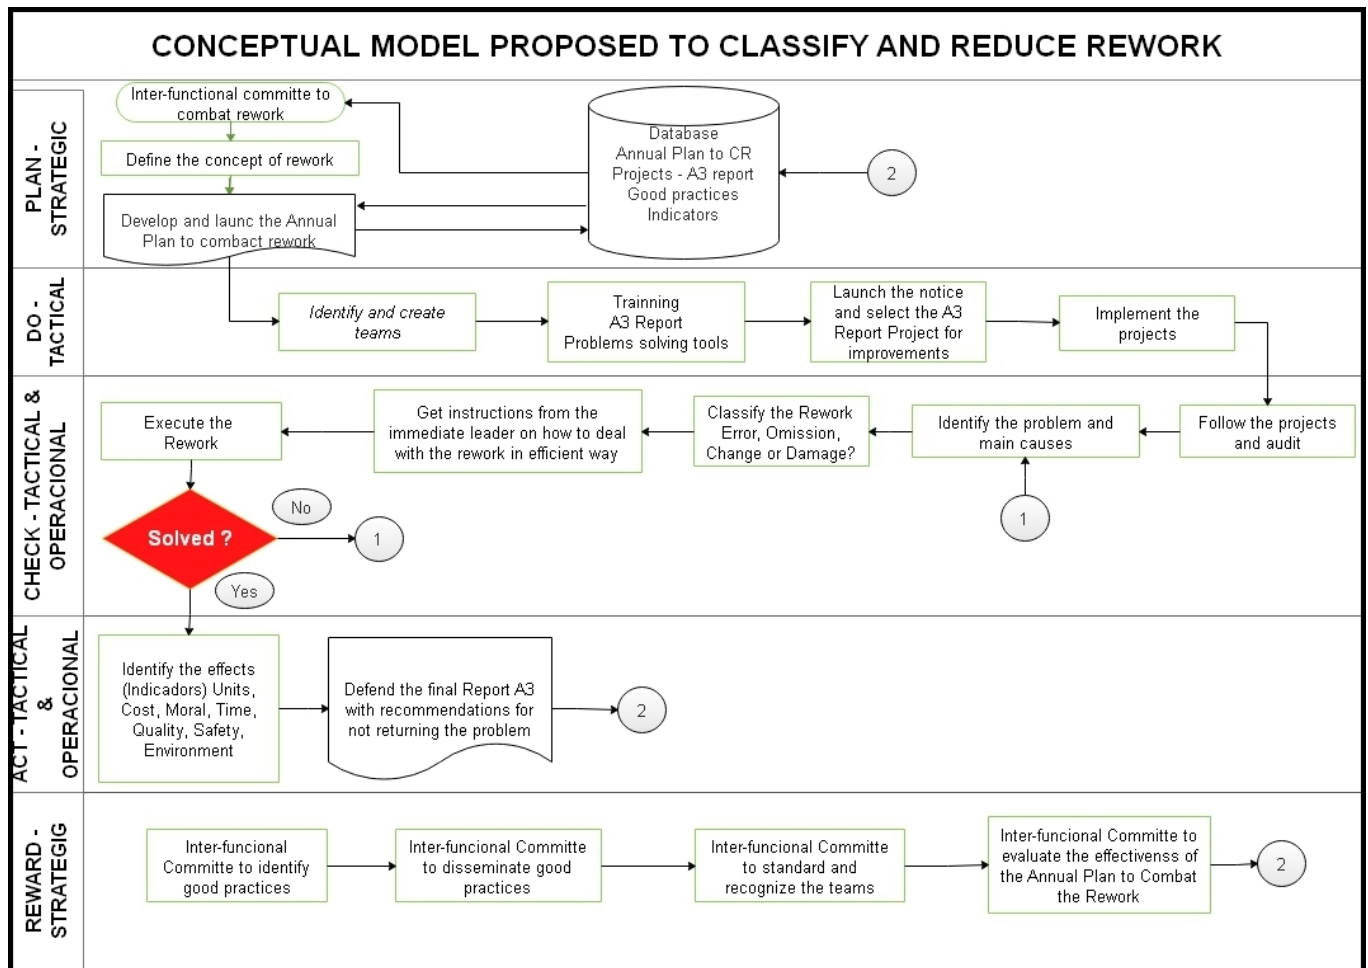 CONCEPTUAL MODEL PROPOSED TO CLASSIFY AND REDUCE REWORK
PLAN -
STRATEGIC
Inter-functional committe to
combat rework
Define the concept of rework
Develop and launc the Annual
Plan to combact rework
Database
Annual Plan to CR
Projects - A3 report
Good practices
Indicators
2
DO -
TACTICAL
Identify and create
teams
Trainning
A3 Report
Problems solving tools
Launch the notice
and select the A3
Report Project for
improvements
Implement the
projects
CHECK - TACTICAL &
OPERACIONAL
Follow the projects
and audit
Identify the problem and
main causes
1
Classify the Rework
Error, Omission,
Change or Damage?
Get instructions from the
immediate leader on how to deal
with the rework in efficient way
Execute the
Rework
Solved ?
No
1
Yes
ACT - TACTICAL
&
OPERACIONAL
Identify the effects
(Indicadors) Units,
Cost, Moral, Time,
Quality, Safety,
Environment
Defend the final Report A3
with recommendations for
not returning the problem
2
REWARD -
STRATEGIG
Inter-funcional
Committe to identify
good practices
Inter-funcional Committe
to disseminate good
practices
Inter-funcional Committe
to standard and
recognize the teams
Inter-funcional Committe to
evaluate the effectivenss of
the Annual Plan to Combat
the Rework
2